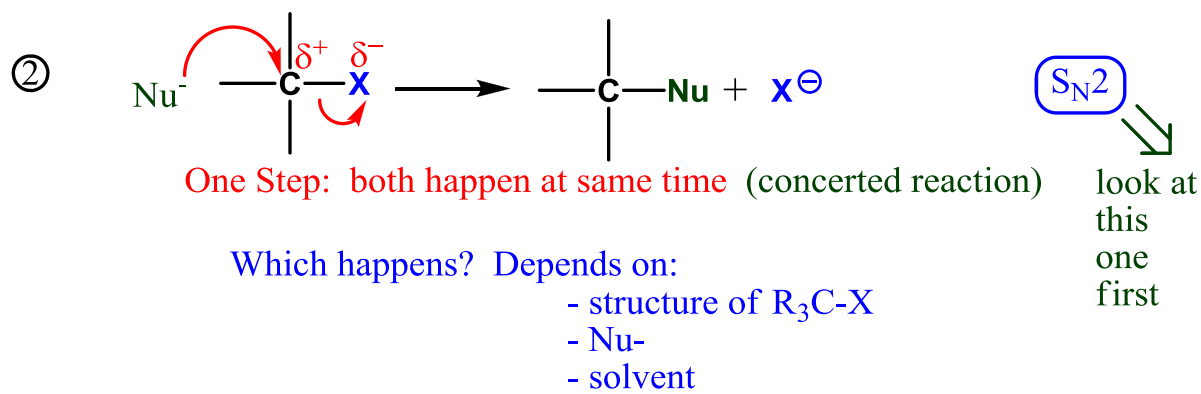 ② Nu⁻ C δ⁺ X δ⁻ C Nu + X⊖ Sₙ2
One Step: both happen at same time (concerted reaction)
look at
this
one
first
Which happens? Depends on:
- structure of R₃C-X
- Nu-
- solvent